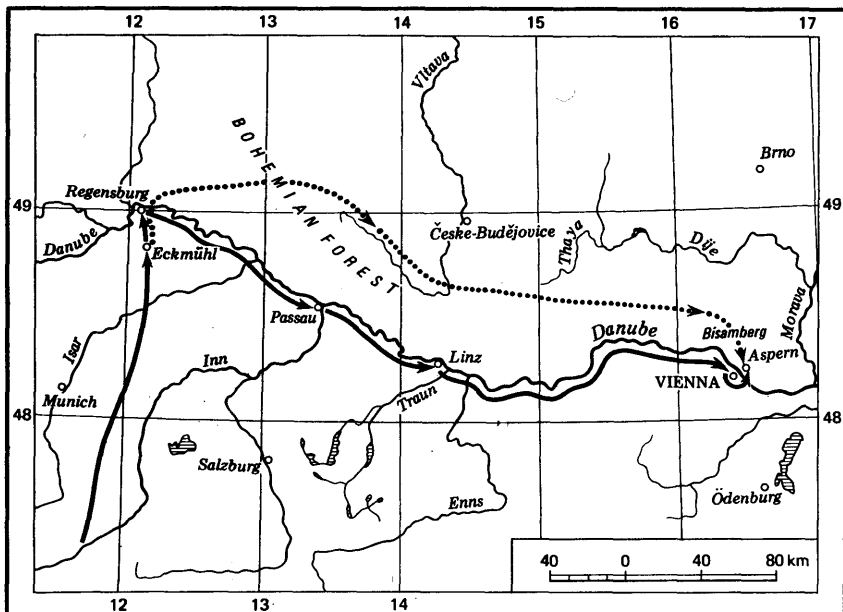 12 13 14 15 16 17
Vltava
BOHEMIAN FOREST
Brno
Regensburg
49 49
Česke-Budějovice
Danube
Eckmühl
Thaya
Dije
Morava
Passau
Danube
Bisamberg
Isar
Inn
Linz
Aspern
VIENNA
Munich
Traun
48 48
Salzburg
Enns
Ödenburg
40 0 40 80 km
12 13 14